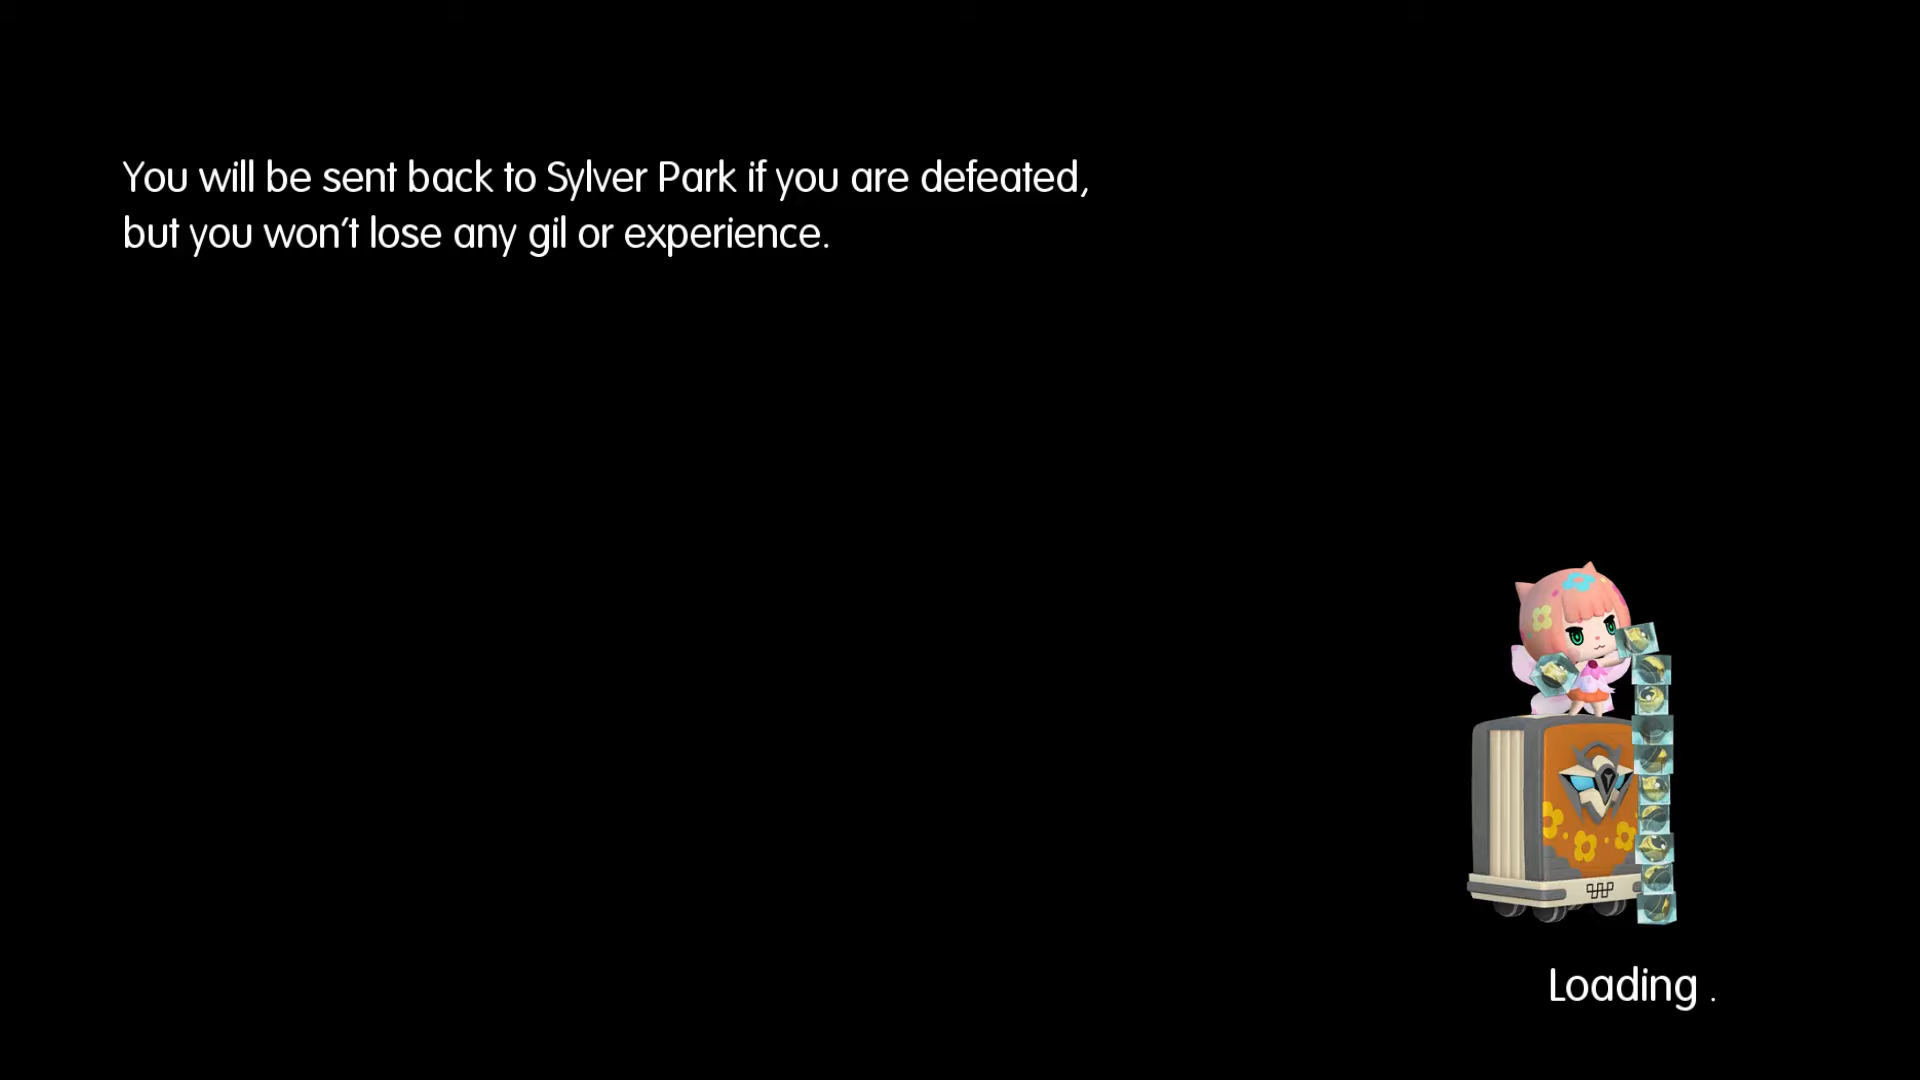 You will be sent back to Sylver Park if you are defeated,
but you won't lose any gil or experience.
Loading .